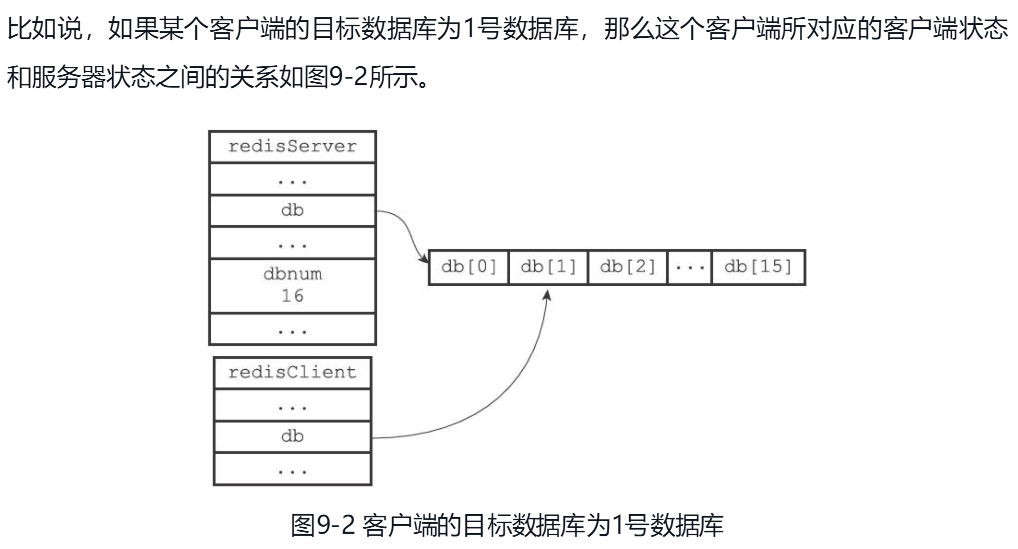 比如说，如果某个客户端的目标数据库为1号数据库，那么这个客户端所对应的客户端状态
和服务器状态之间的关系如图9-2所示。
redisServer
...
db
...
dbnum
16
...
db[0] db[1] db[2] ... db[15]
redisClient
...
db
...
图9-2 客户端的目标数据库为1号数据库